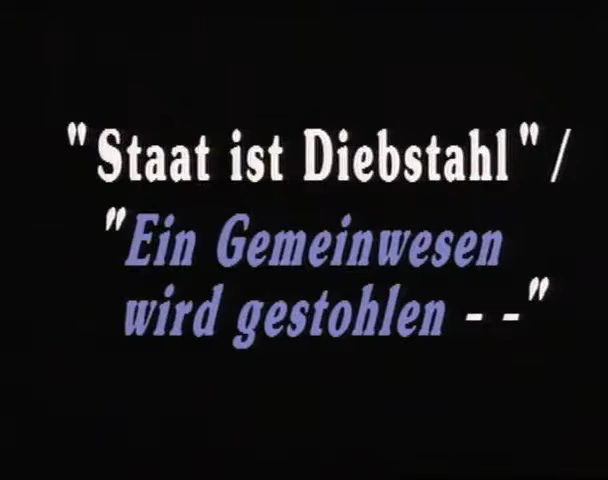 "Staat ist Diebstahl"/
"Ein Gemeinwesen
wird gestohlen - -"